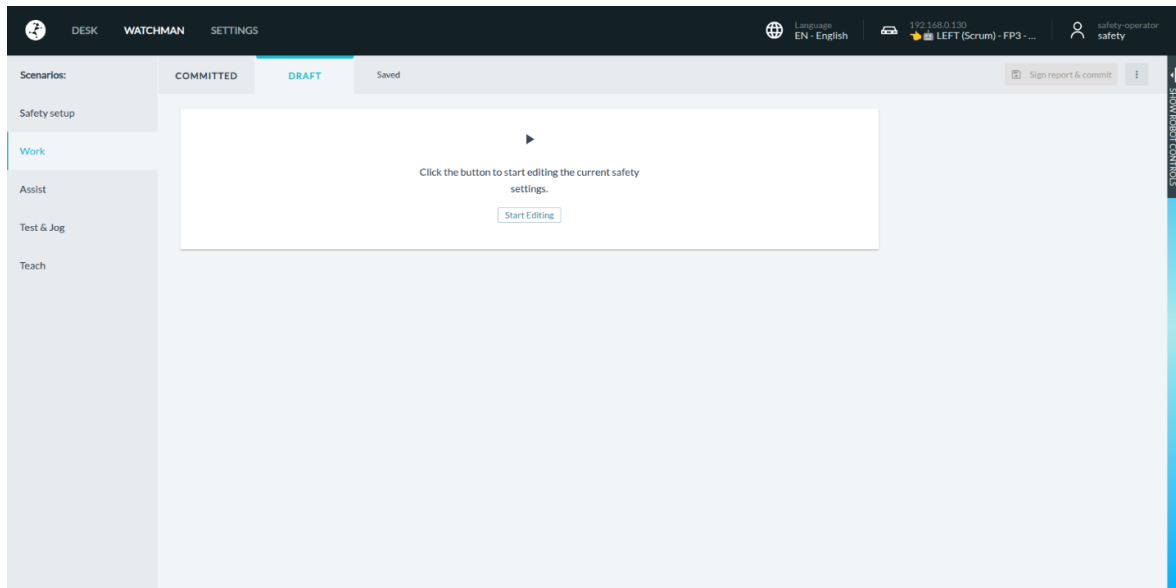 DESK
WATCHMAN
SETTINGS
Language
EN - English
192.168.0.130
👈🤖 LEFT (Scrum) - FP3 - ...
safety-operator
safety
Scenarios:
COMMITTED
DRAFT
Saved
Sign report & commit
SHOW ROBOT CONTROLS
Safety setup
Work
Assist
Test & Jog
Teach
Click the button to start editing the current safety
settings.
Start Editing